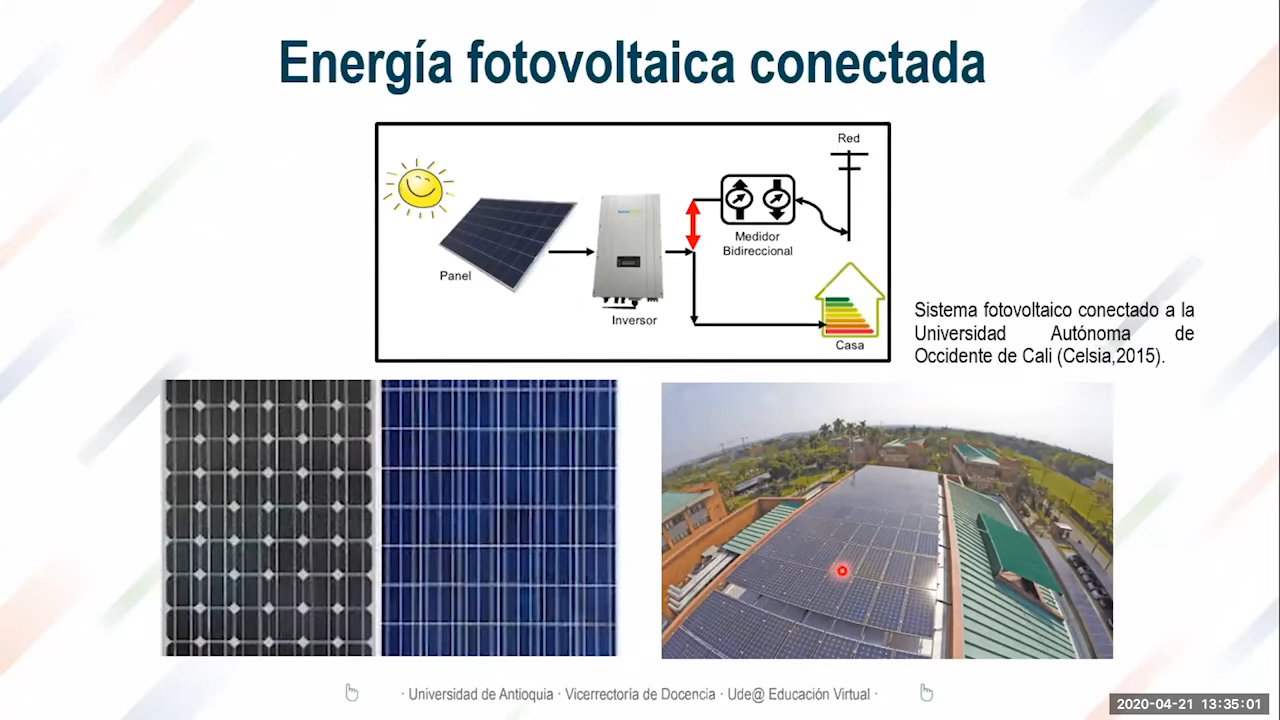 Energía fotovoltaica conectada
Red
Medidor
Bidireccional
Panel
Inversor
Casa
Sistema fotovoltaico conectado a la
Universidad Autónoma de
Occidente de Cali (Celsia,2015).
· Universidad de Antioquia · Vicerrectoría de Docencia · Ude@ Educación Virtual ·
2020-04-21 13:35:01